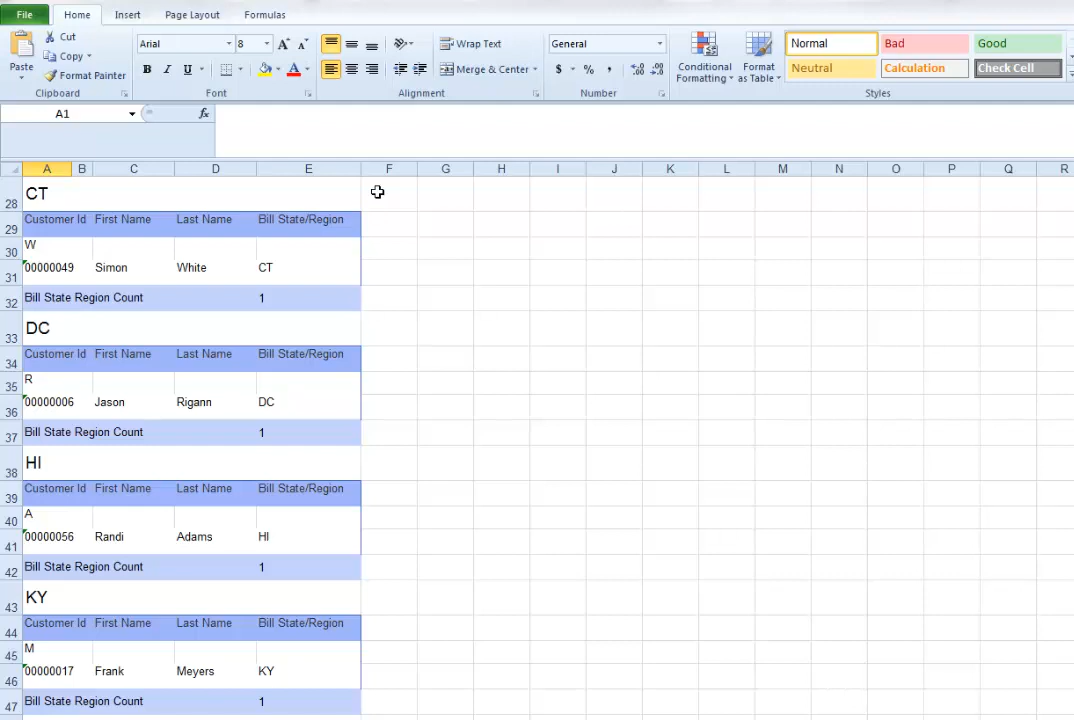 File Home Insert Page Layout Formulas
Paste Cut Arial 8 A A Wrap Text General Normal Bad Good
Copy
Format Painter B I U A Merge & Center $ % , .0 .00 .00 .0 Conditional Formatting Format as Table Neutral Calculation Check Cell
Clipboard Font Alignment Number Styles
A1 fx
A B C D E F G H I J K L M N O P Q R
28 CT
29 Customer Id First Name Last Name Bill State/Region
30 W
31 00000049 Simon White CT
32 Bill State Region Count 1
33 DC
34 Customer Id First Name Last Name Bill State/Region
35 R
36 00000006 Jason Rigann DC
37 Bill State Region Count 1
38 HI
39 Customer Id First Name Last Name Bill State/Region
40 A
41 00000056 Randi Adams HI
42 Bill State Region Count 1
43 KY
44 Customer Id First Name Last Name Bill State/Region
45 M
46 00000017 Frank Meyers KY
47 Bill State Region Count 1